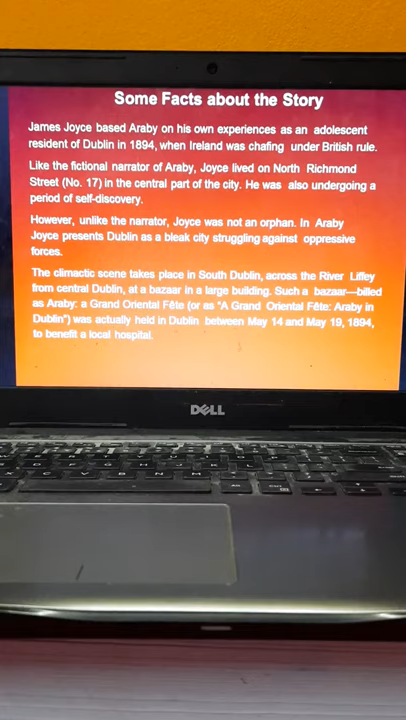 Some Facts about the Story
James Joyce based Araby on his own experiences as an adolescent
resident of Dublin in 1894, when Ireland was chafing under British rule.
Like the fictional narrator of Araby, Joyce lived on North Richmond
Street (No. 17) in the central part of the city. He was also undergoing a
period of self-discovery.
However, unlike the narrator, Joyce was not an orphan. In Araby
Joyce presents Dublin as a bleak city struggling against oppressive
forces.
The climactic scene takes place in South Dublin, across the River Liffey
from central Dublin, at a bazaar in a large building. Such a bazaar—billed
as Araby: a Grand Oriental Fête (or as "A Grand Oriental Fête: Araby in
Dublin") was actually held in Dublin between May 14 and May 19, 1894,
to benefit a local hospital.
DELL